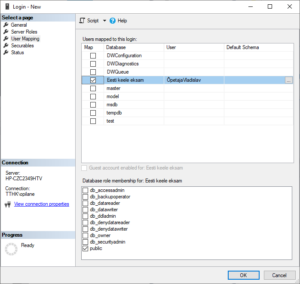 Login - New
Select a page
General
Server Roles
User Mapping
Securables
Status
Script
Help
Users mapped to this login:
Map Database User Default Schema
DWConfiguration
DWDiagnostics
DWQueue
Eesti keele eksam OpetajaVladislav ...
master
model
msdb
tempdb
test
Guest account enabled for: Eesti keele eksam
Database role membership for: Eesti keele eksam
db_accessadmin
db_backupoperator
db_datareader
db_datawriter
db_ddladmin
db_denydatareader
db_denydatawriter
db_owner
db_securityadmin
public
Connection
Server:
HP-CZC2349HTV
Connection:
TTHK\opilane
View connection properties
Progress
Ready
OK Cancel